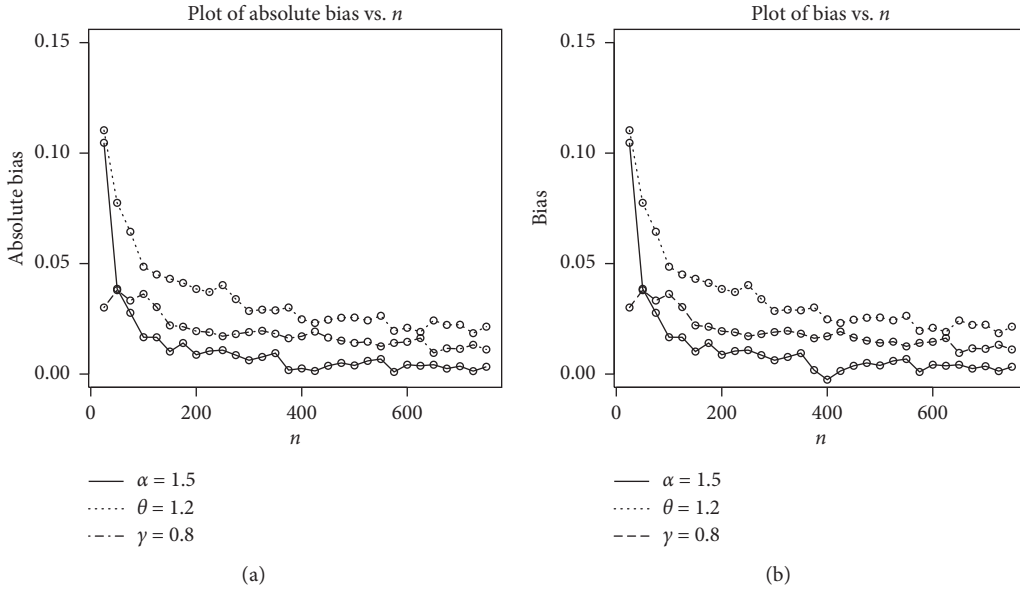 Plot of absolute bias vs. n
0.15
0.10
0.05
0.00
Absolute bias
0 200 400 600
n
α = 1.5
θ = 1.2
γ = 0.8
(a)
Plot of bias vs. n
0.15
0.10
0.05
0.00
Bias
0 200 400 600
n
α = 1.5
θ = 1.2
γ = 0.8
(b)